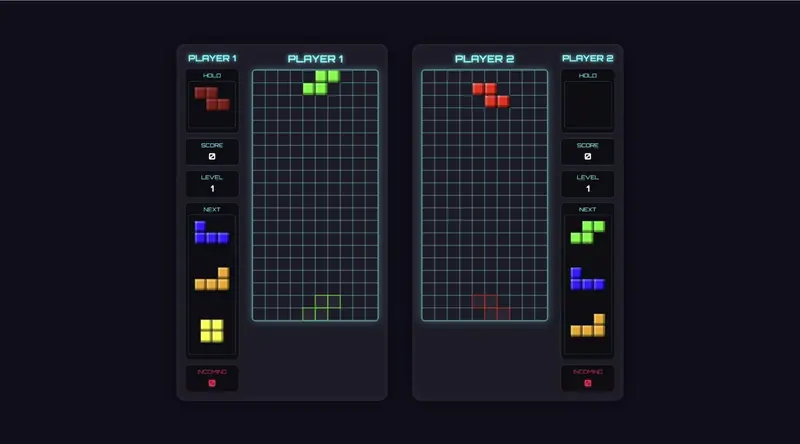 PLAYER 1
HOLD
SCORE
0
LEVEL
1
NEXT
INCOMING
0
PLAYER 1
PLAYER 2
PLAYER 2
HOLD
SCORE
0
LEVEL
1
NEXT
INCOMING
0